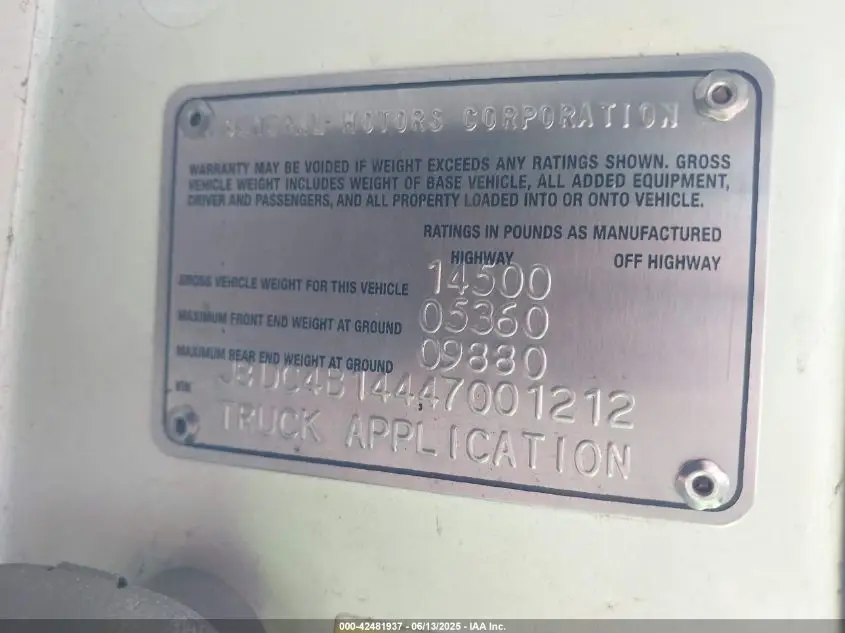 GENERAL MOTORS CORPORATION
WARRANTY MAY BE VOIDED IF WEIGHT EXCEEDS ANY RATINGS SHOWN. GROSS
VEHICLE WEIGHT INCLUDES WEIGHT OF BASE VEHICLE, ALL ADDED EQUIPMENT,
DRIVER AND PASSENGERS, AND ALL PROPERTY LOADED INTO OR ONTO VEHICLE.
RATINGS IN POUNDS AS MANUFACTURED
HIGHWAY OFF HIGHWAY
GROSS VEHICLE WEIGHT FOR THIS VEHICLE 14500
MAXIMUM FRONT END WEIGHT AT GROUND 05360
MAXIMUM REAR END WEIGHT AT GROUND 09880
VIN J8DC4B14447001212
TRUCK APPLICATION
000-42481937 - 06/13/2025 - IAA Inc.